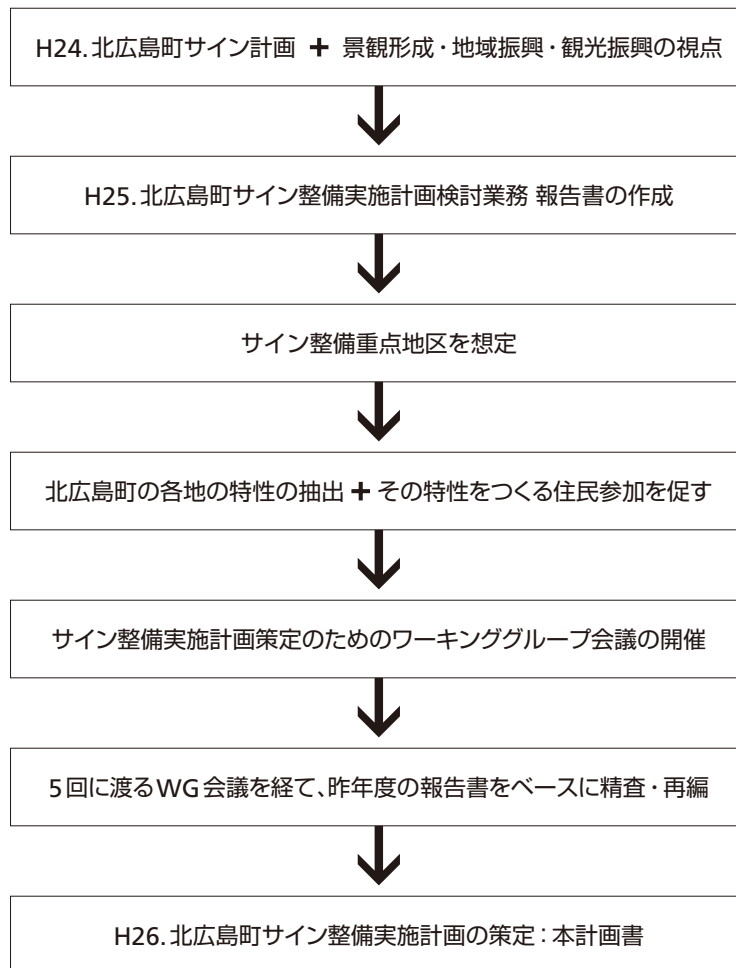 H24.北広島町サイン計画 + 景観形成・地域振興・観光振興の視点
H25.北広島町サイン整備実施計画検討業務 報告書の作成
サイン整備重点地区を想定
北広島町の各地の特性の抽出 + その特性をつくる住民参加を促す
サイン整備実施計画策定のためのワーキンググループ会議の開催
5回に渡るWG会議を経て、昨年度の報告書をベースに精査・再編
H26.北広島町サイン整備実施計画の策定:本計画書